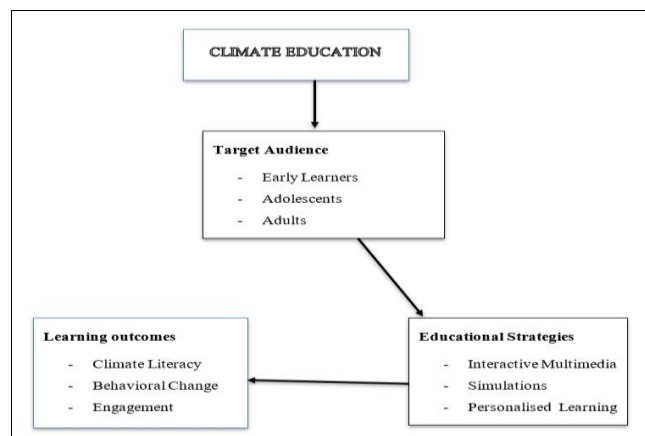 CLIMATE EDUCATION
Target Audience
- Early Learners
- Adolescents
- Adults
Educational Strategies
- Interactive Multimedia
- Simulations
- Personalised Learning
Learning outcomes
- Climate Literacy
- Behavioral Change
- Engagement